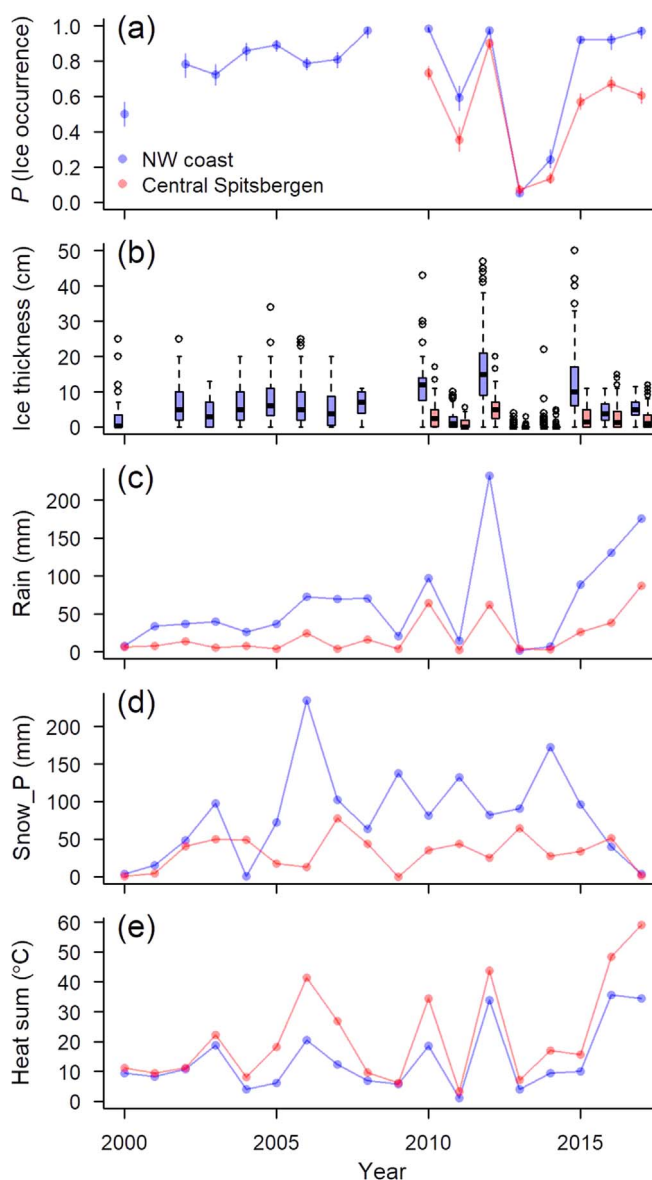 (a)
P (Ice occurrence)
1.0
0.8
0.6
0.4
0.2
0.0
NW coast
Central Spitsbergen
(b)
Ice thickness (cm)
50
40
30
20
10
0
(c)
Rain (mm)
200
150
100
50
0
(d)
Snow_P (mm)
200
150
100
50
0
(e)
Heat sum (°C)
60
50
40
30
20
10
0
2000 2005 2010 2015
Year